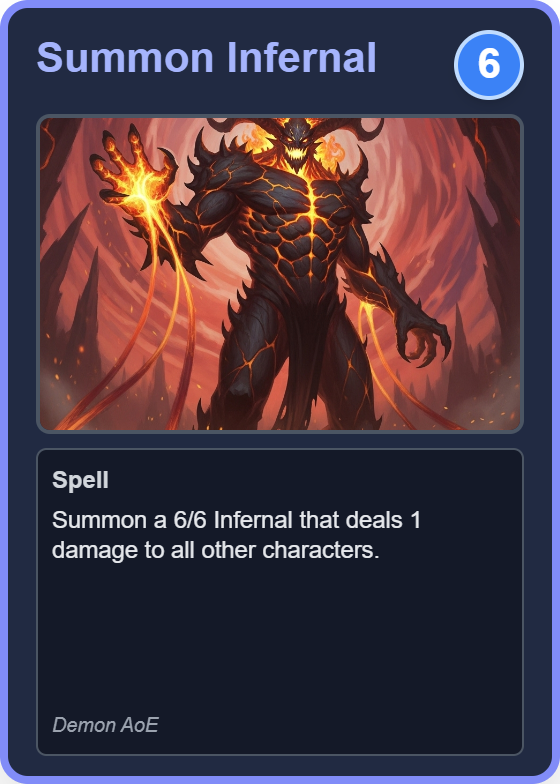 Summon Infernal
6
Spell
Summon a 6/6 Infernal that deals 1
damage to all other characters.
Demon AoE